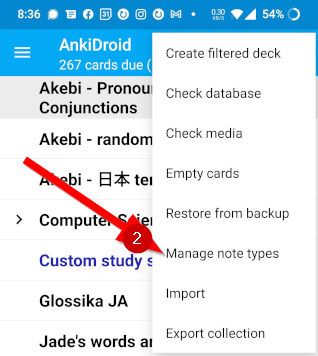 8:36
0.30 KB/S
54%
AnkiDroid
267 cards due (
Create filtered deck
Check database
Check media
Empty cards
Restore from backup
Manage note types
Import
Export collection
Akebi - Pronou
Conjunctions
Akebi - random
Akebi - 日本 ter
Computer Scien
Custom study s
Glossika JA
Jade's words an
2